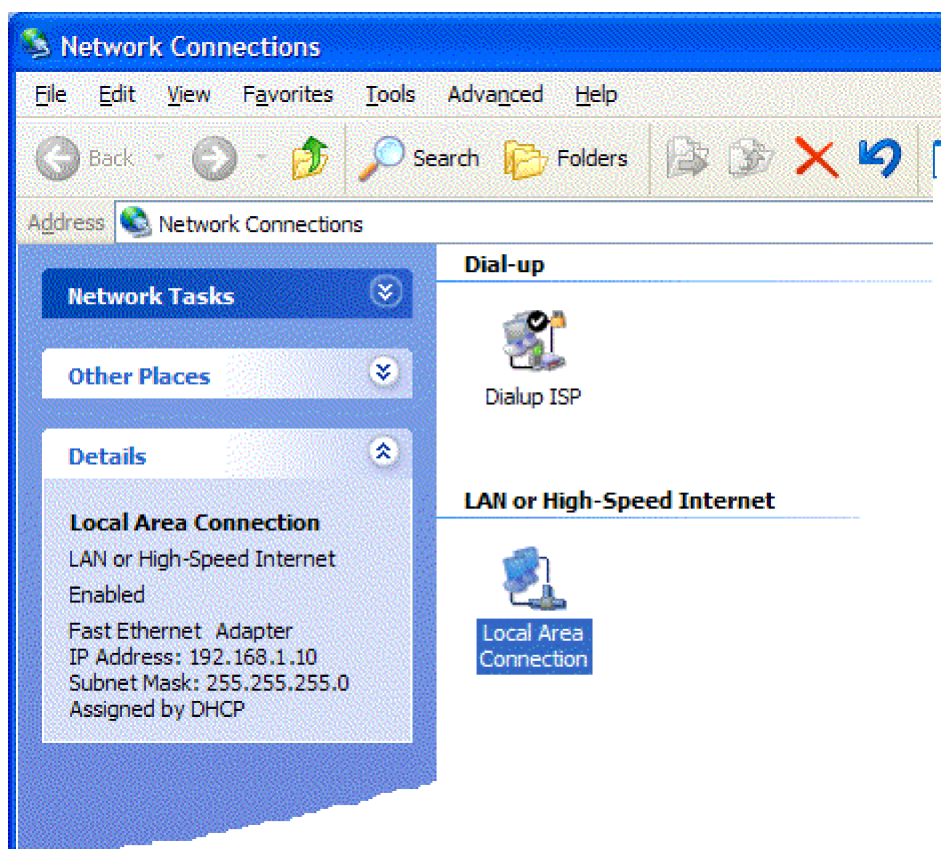 Network Connections
File Edit View Favorites Tools Advanced Help
Back Search Folders
Address Network Connections
Network Tasks
Other Places
Details
Local Area Connection
LAN or High-Speed Internet
Enabled
Fast Ethernet Adapter
IP Address: 192.168.1.10
Subnet Mask: 255.255.255.0
Assigned by DHCP
Dial-up
Dialup ISP
LAN or High-Speed Internet
Local Area
Connection